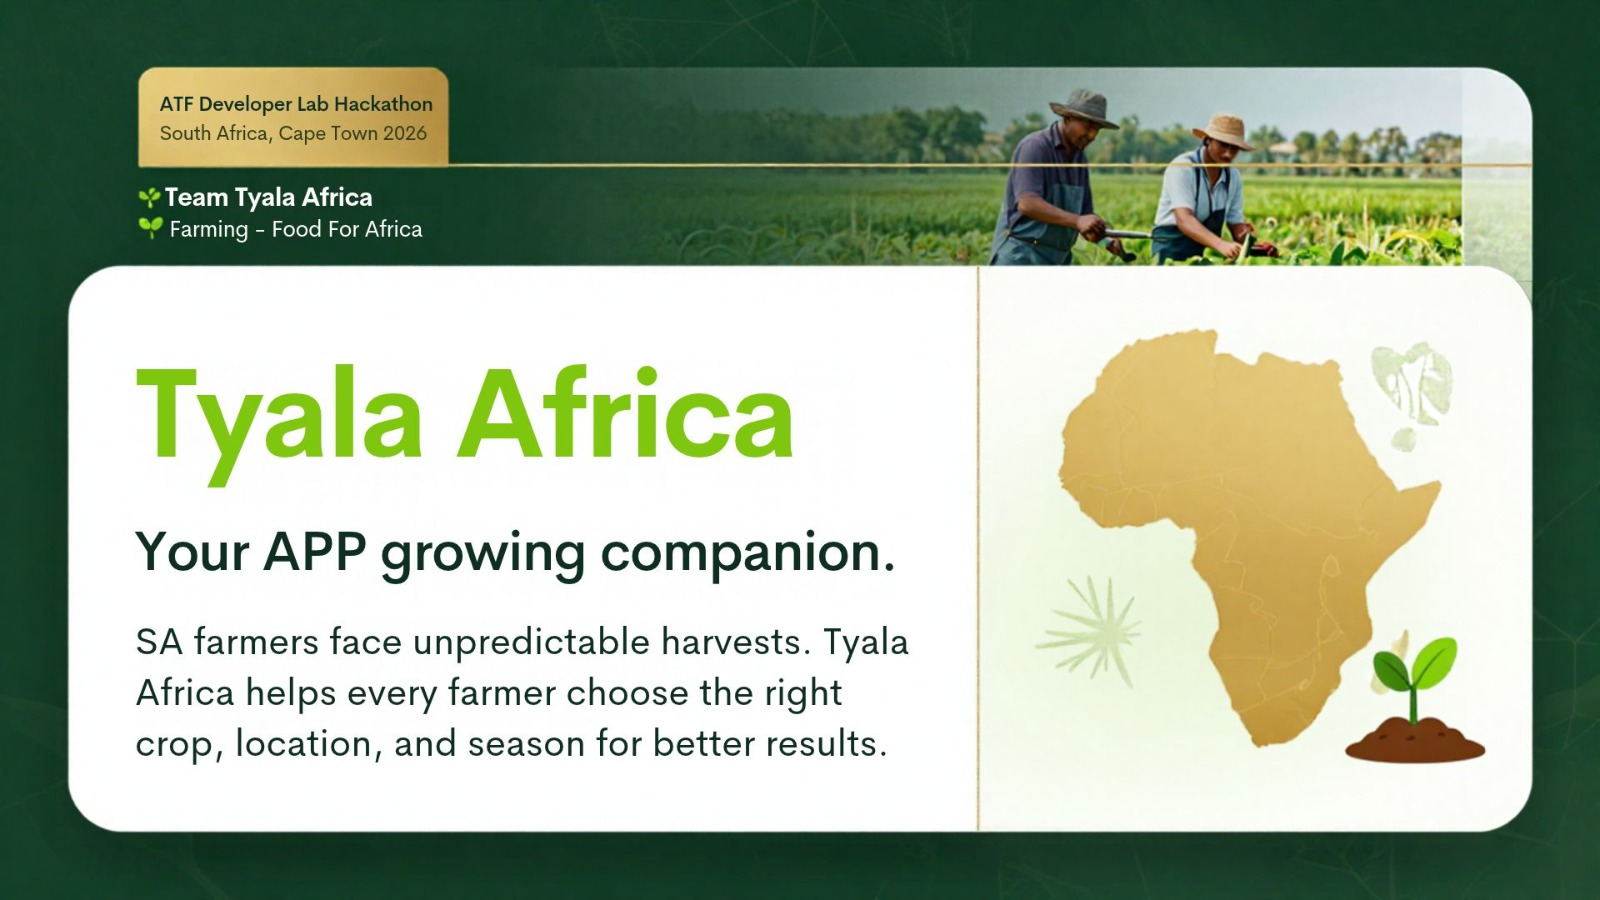 ATF Developer Lab Hackathon
South Africa, Cape Town 2026
Team Tyala Africa
Farming - Food For Africa
Tyala Africa
Your APP growing companion.
SA farmers face unpredictable harvests. Tyala
Africa helps every farmer choose the right
crop, location, and season for better results.